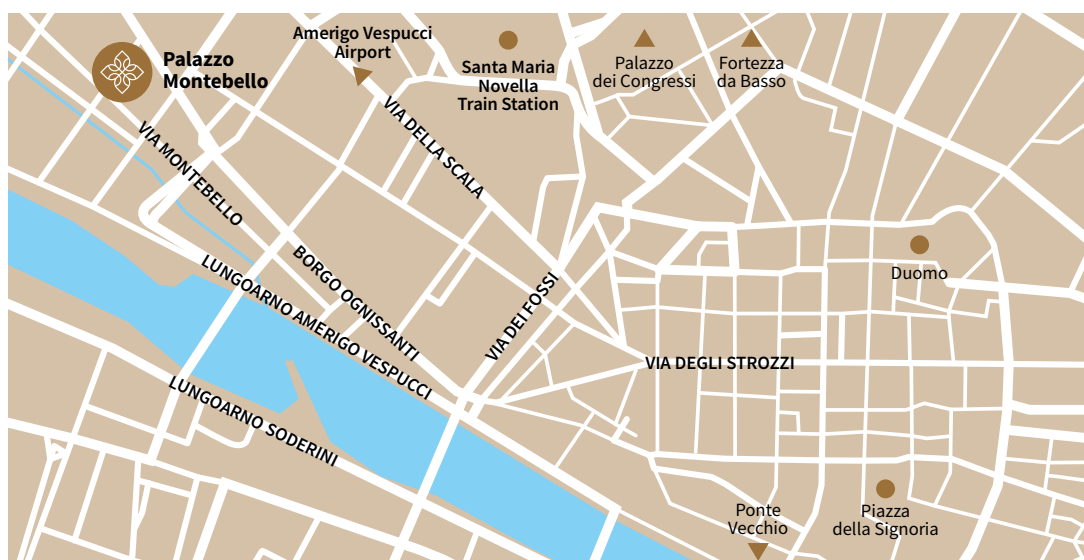 Palazzo
Montebello
Amerigo Vespucci
Airport
Santa Maria
Novella
Train Station
Palazzo
dei Congressi
Fortezza
da Basso
VIA DELLA SCALA
VIA MONTEBELLO
BORGO OGNISSANTI
LUNGOARNO AMERIGO VESPUCCI
VIA DEI FOSSI
Duomo
VIA DEGLI STROZZI
LUNGOARNO SODERINI
Ponte
Vecchio
Piazza
della Signoria